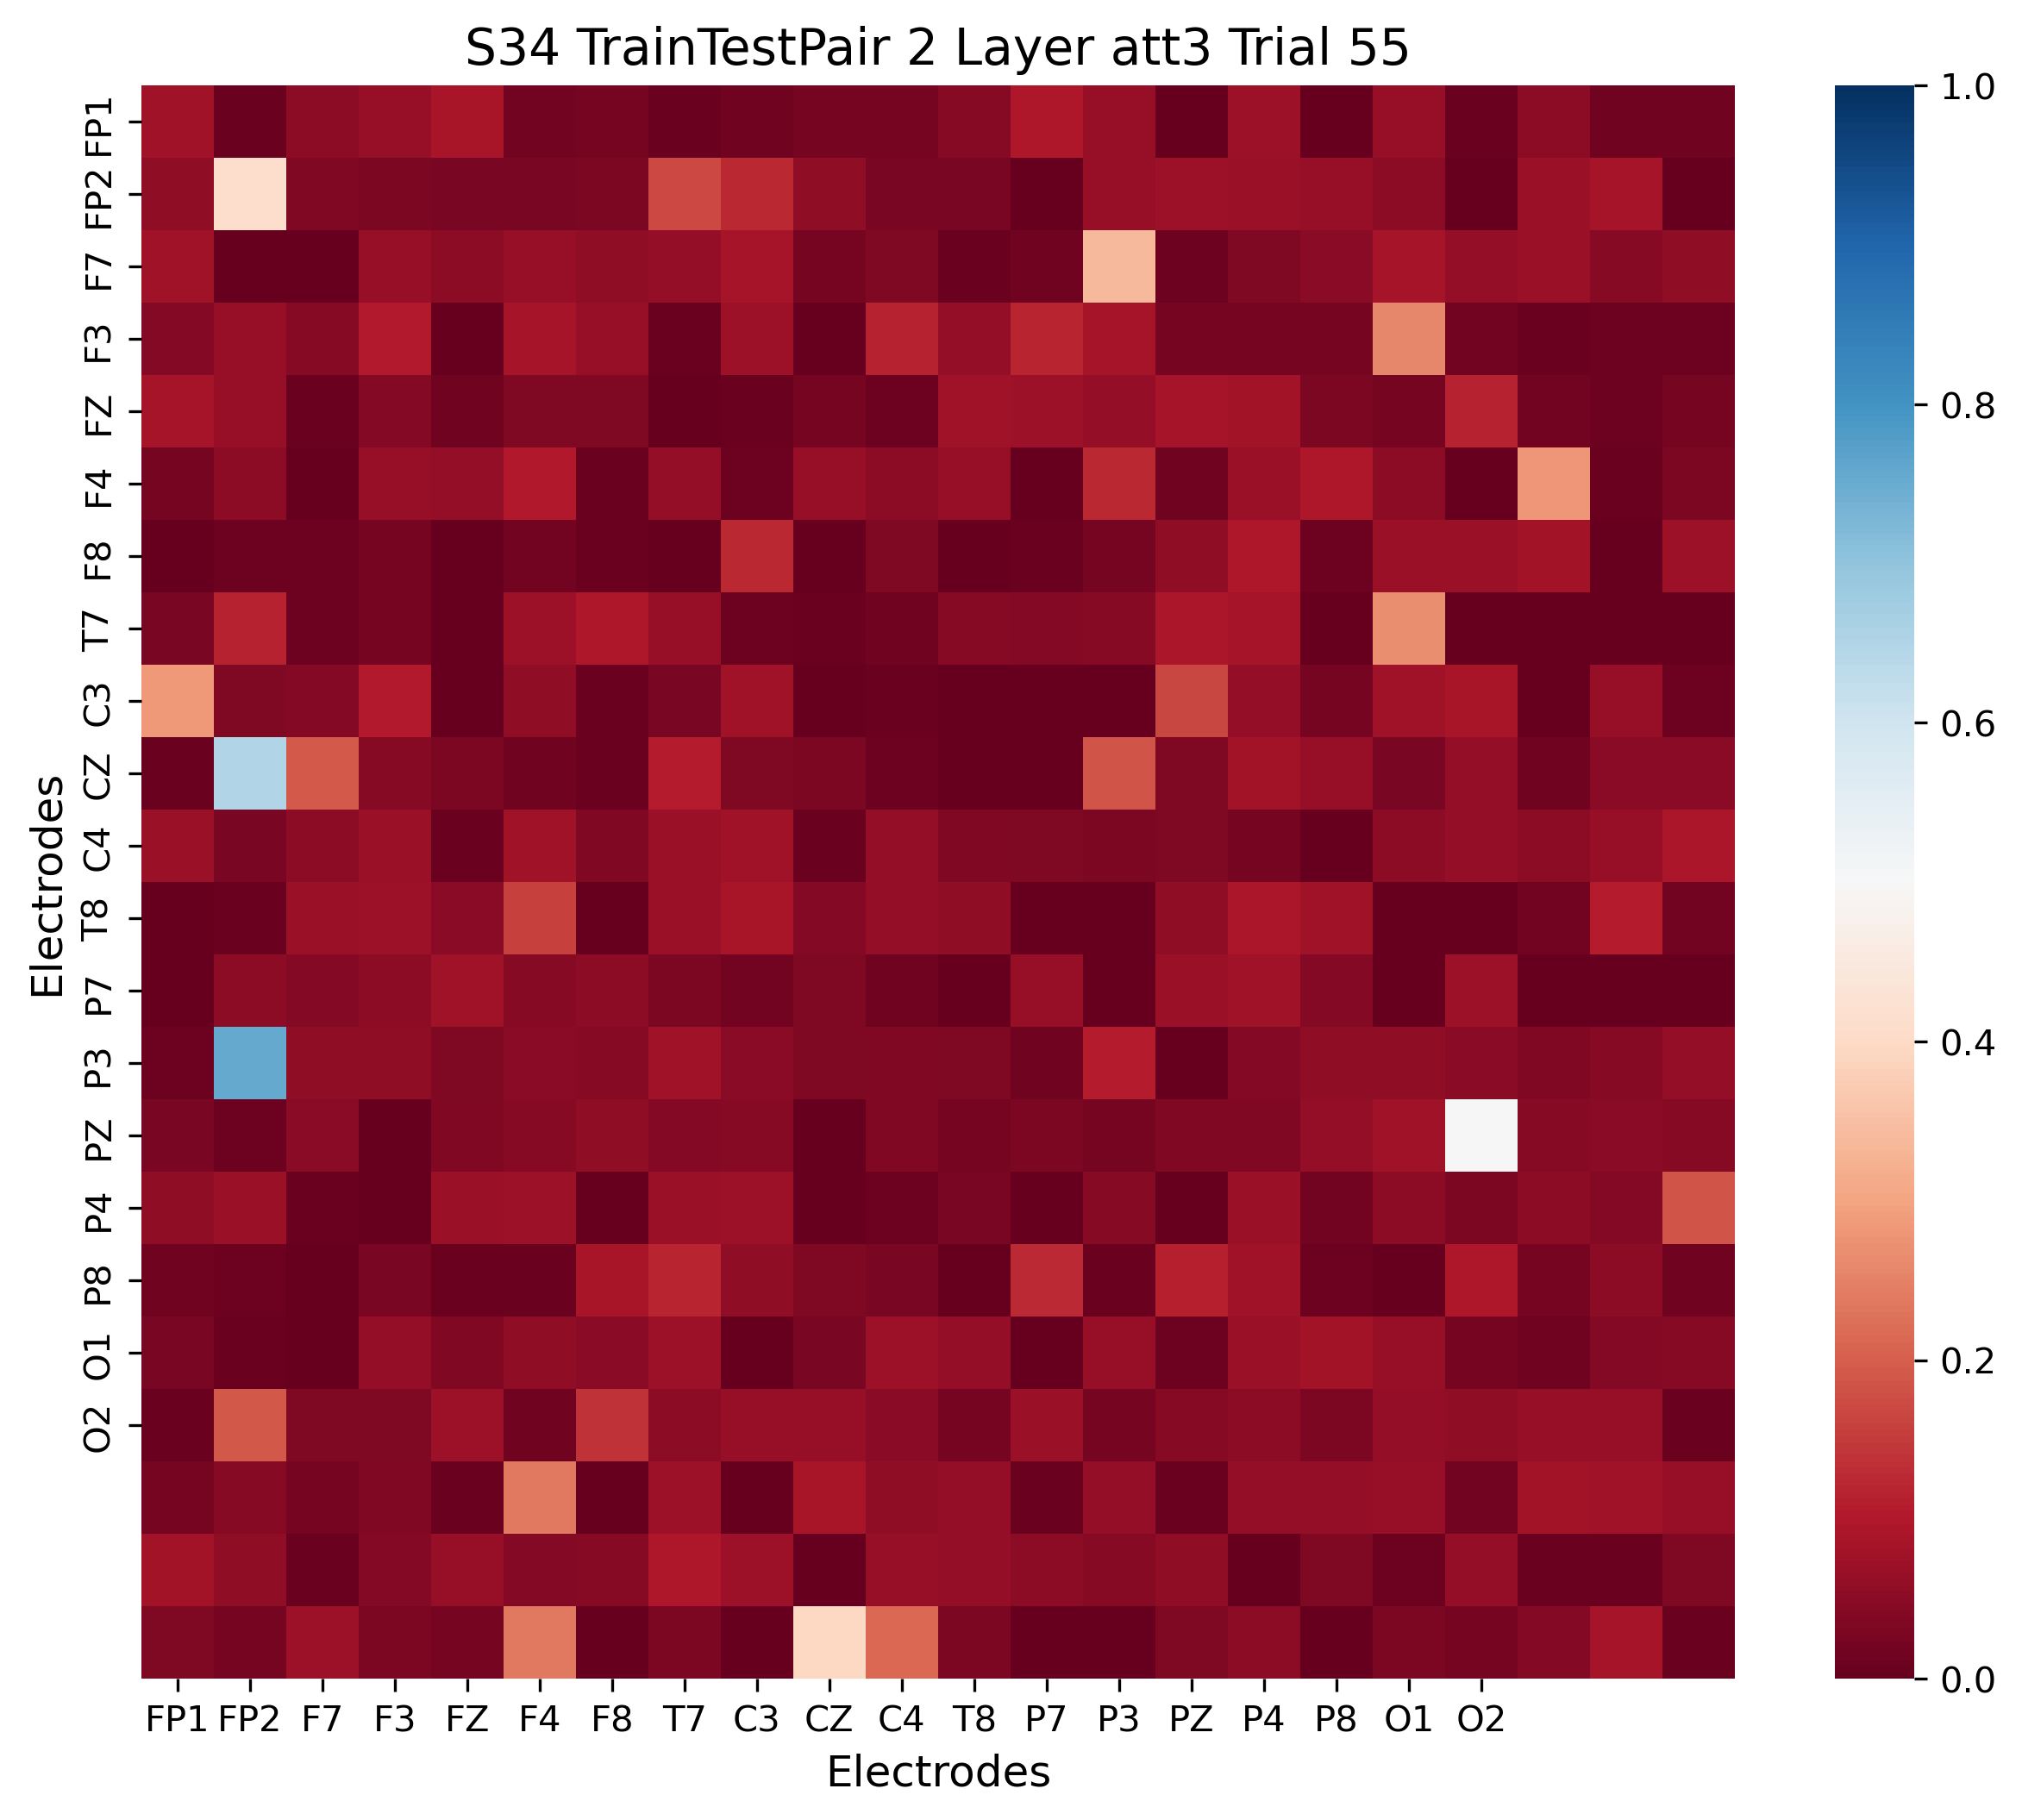 S34 TrainTestPair 2 Layer att3 Trial 55
Electrodes
FP1
FP2
F7
F3
FZ
F4
F8
T7
C3
CZ
C4
T8
P7
P3
PZ
P4
P8
O1
O2
FP1 FP2 F7 F3 FZ F4 F8 T7 C3 CZ C4 T8 P7 P3 PZ P4 P8 O1 O2
Electrodes
1.0
0.8
0.6
0.4
0.2
0.0